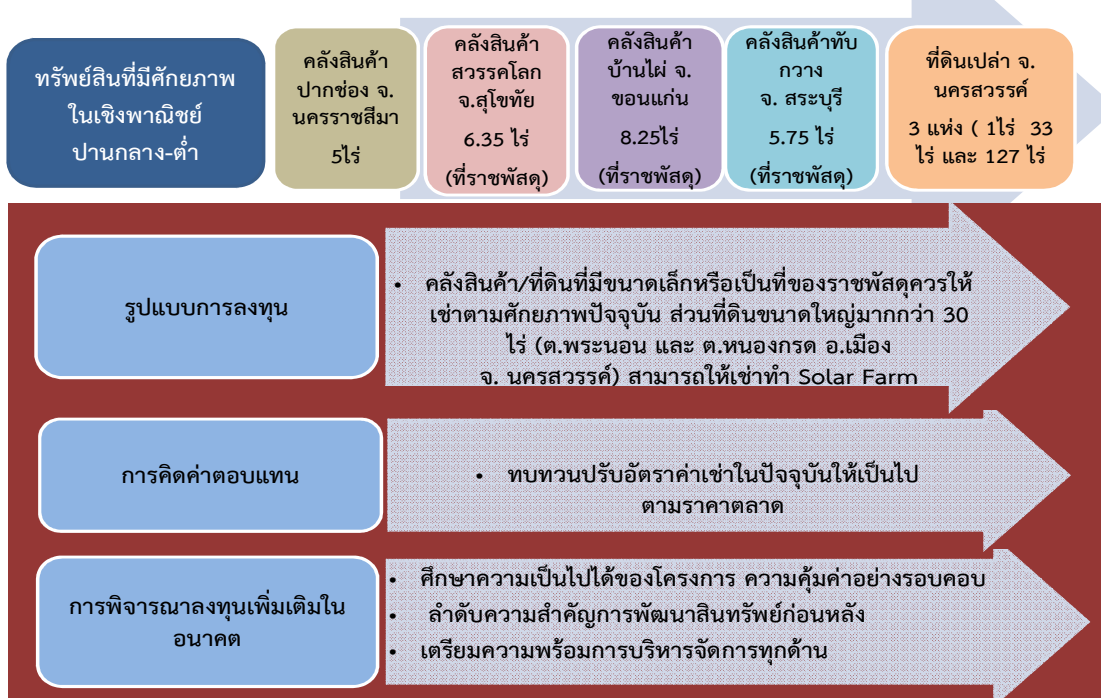 ทรัพย์สินที่มีศักยภาพ
ในเชิงพาณิชย์
ปานกลาง-ต่ำ
คลังสินค้า
ปากช่อง จ.
นครราชสีมา
5ไร่
คลังสินค้า
สวรรคโลก
จ.สุโขทัย
6.35 ไร่
(ที่ราชพัสดุ)
คลังสินค้า
บ้านไผ่ จ.
ขอนแก่น
8.25ไร่
(ที่ราชพัสดุ)
คลังสินค้าทับ
กวาง
จ. สระบุรี
5.75 ไร่
(ที่ราชพัสดุ)
ที่ดินเปล่า จ.
นครสวรรค์
3 แห่ง ( 1ไร่ 33
ไร่ และ 127 ไร่
รูปแบบการลงทุน
• คลังสินค้า/ที่ดินที่มีขนาดเล็กหรือเป็นที่ของราชพัสดุควรให้
เช่าตามศักยภาพปัจจุบัน ส่วนที่ดินขนาดใหญ่มากกว่า 30
ไร่ (ต.พระนอน และ ต.หนองกรด อ.เมือง
จ. นครสวรรค์) สามารถให้เช่าทำ Solar Farm
การคิดค่าตอบแทน
• ทบทวนปรับอัตราค่าเช่าในปัจจุบันให้เป็นไป
ตามราคาตลาด
การพิจารณาลงทุนเพิ่มเติมใน
อนาคต
• ศึกษาความเป็นไปได้ของโครงการ ความคุ้มค่าอย่างรอบคอบ
• ลำดับความสำคัญการพัฒนาสินทรัพย์ก่อนหลัง
• เตรียมความพร้อมการบริหารจัดการทุกด้าน